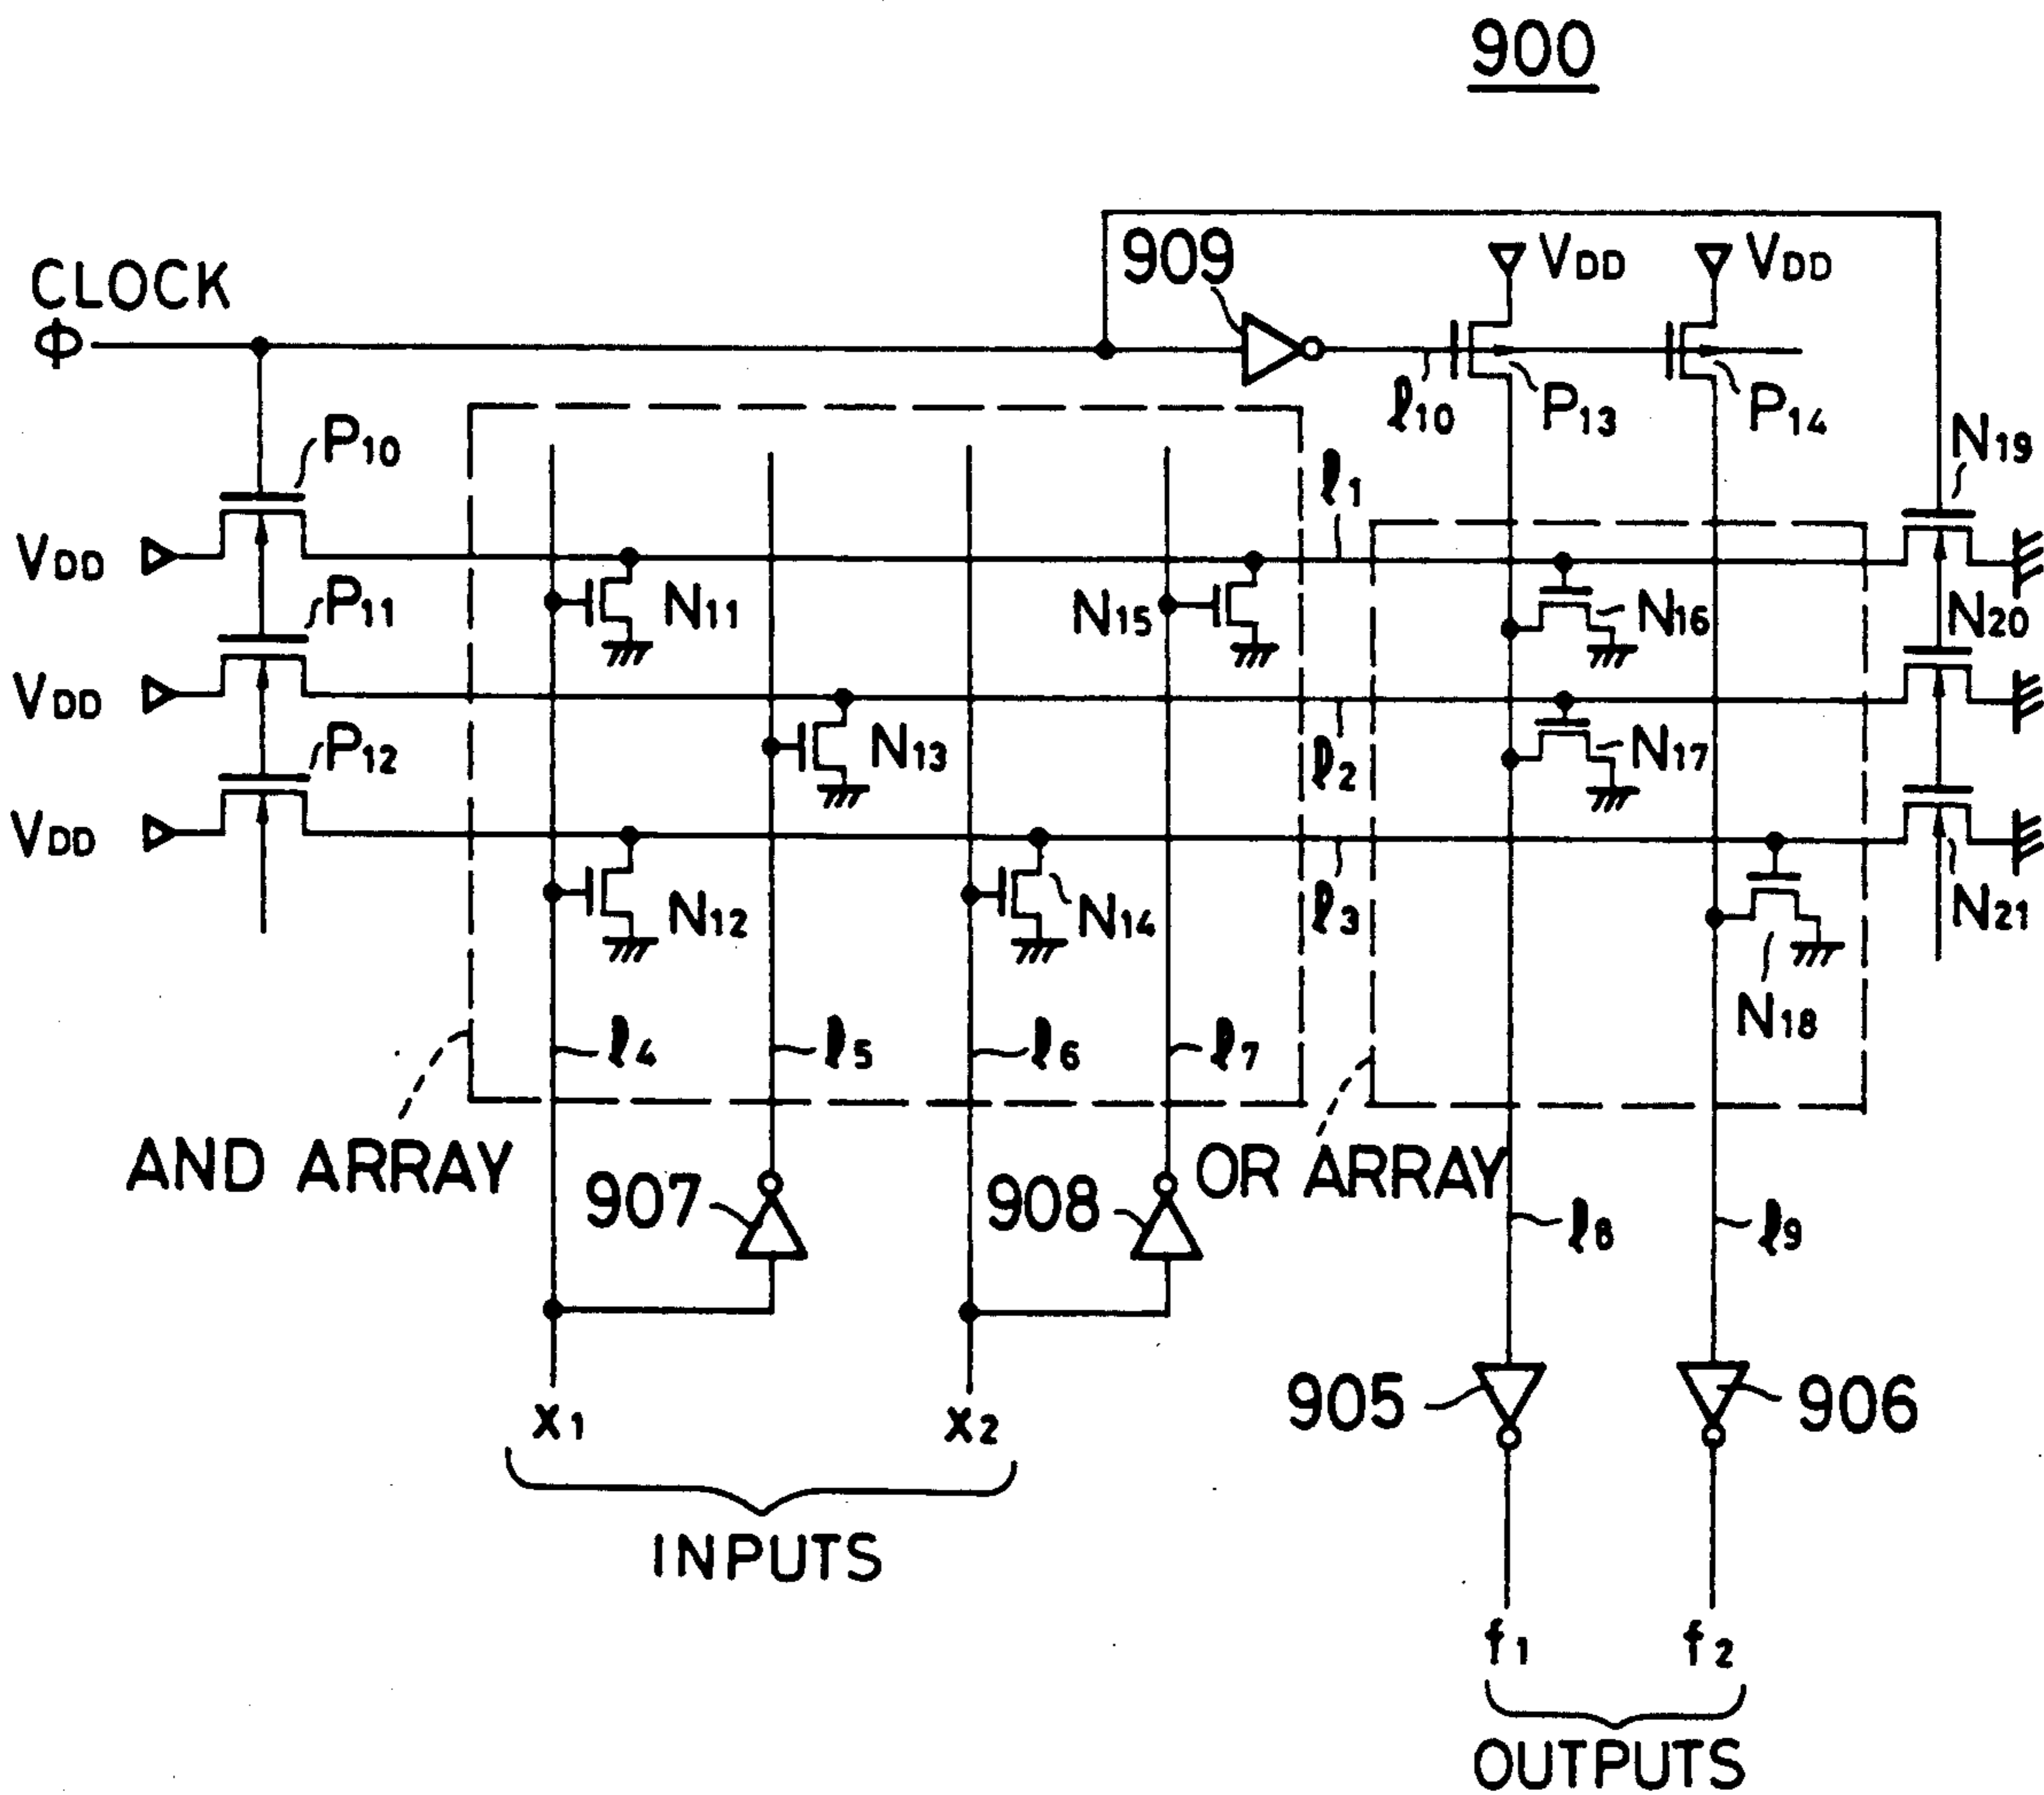 900
CLOCK
Φ
909
VDD
VDD
ℓ10
P13
P14
P10
ℓ1
N19
VDD
P11
N11
N15
N16
N20
VDD
P12
N13
ℓ2
N17
VDD
N12
N14
ℓ3
N21
N18
ℓ4
ℓ5
ℓ6
ℓ7
AND ARRAY
907
908
OR ARRAY
ℓ8
ℓ9
905
906
x1
x2
INPUTS
f1
f2
OUTPUTS